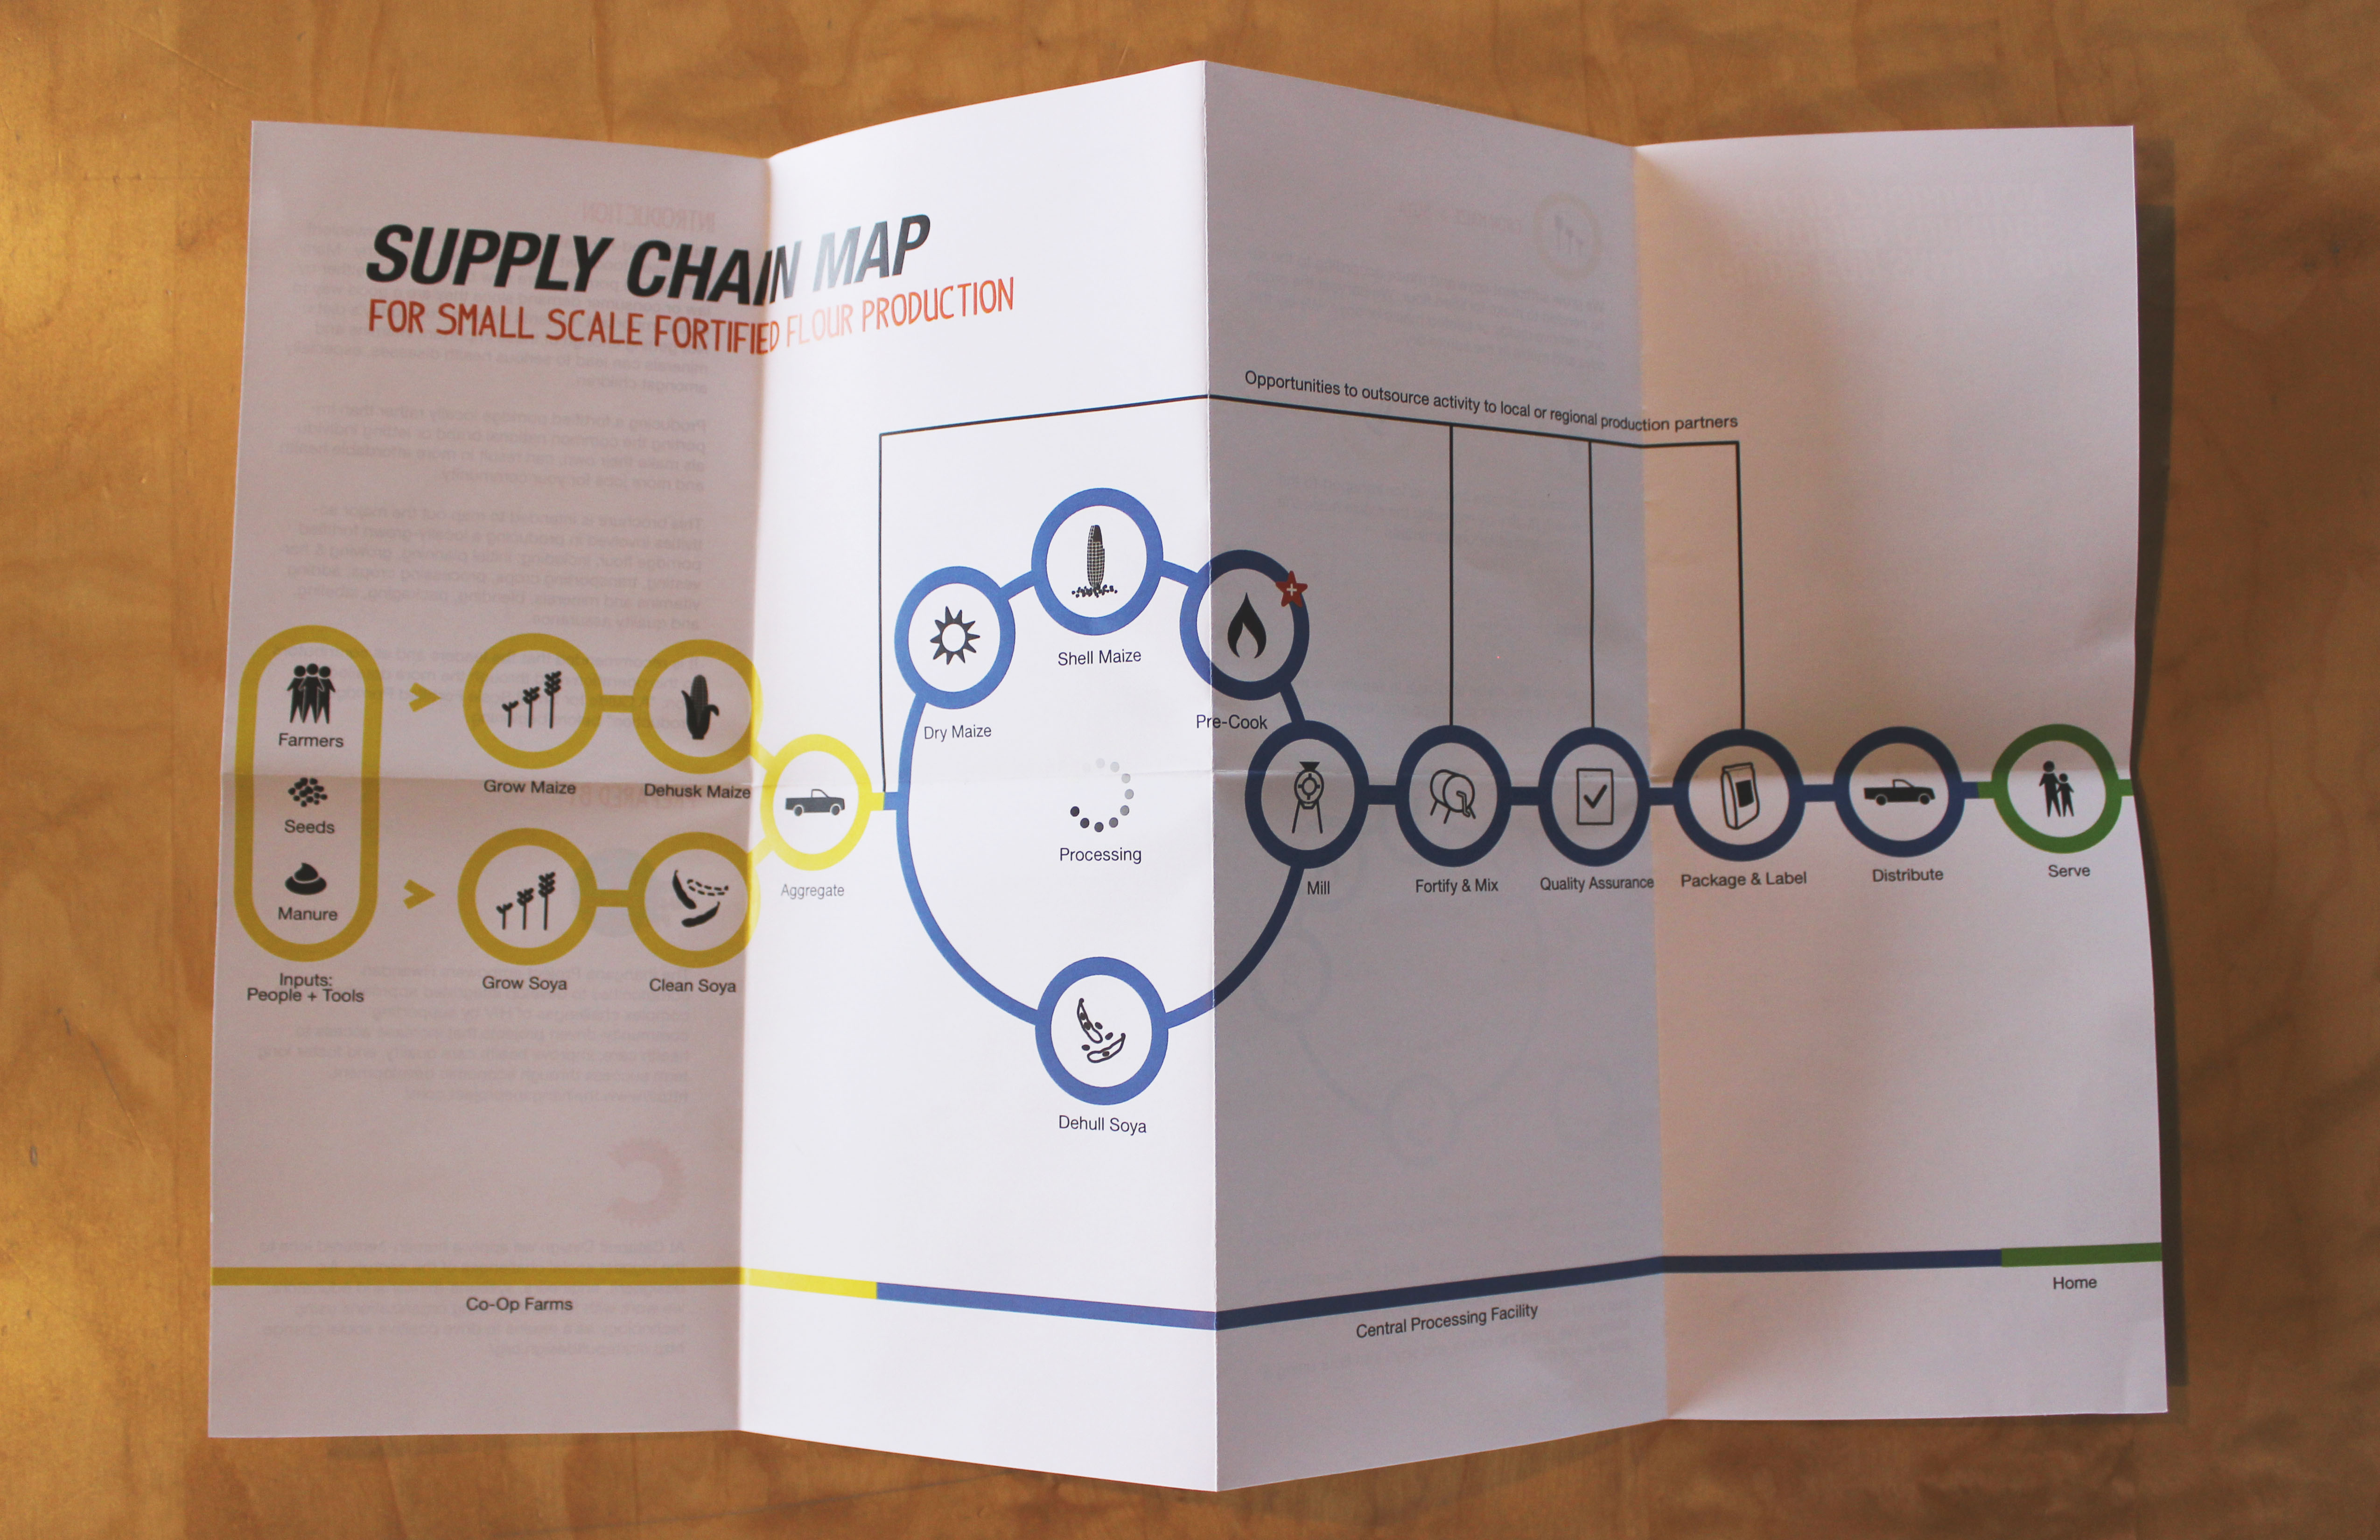 SUPPLY CHAIN MAP
FOR SMALL SCALE FORTIFIED FLOUR PRODUCTION
Opportunities to outsource activity to local or regional production partners
Farmers
Seeds
Manure
Inputs:
People + Tools
Grow Maize
Dehusk Maize
Grow Soya
Clean Soya
Aggregate
Dry Maize
Shell Maize
Pre-Cook
Processing
Dehull Soya
Mill
Fortify & Mix
Quality Assurance
Package & Label
Distribute
Serve
Co-Op Farms
Central Processing Facility
Home